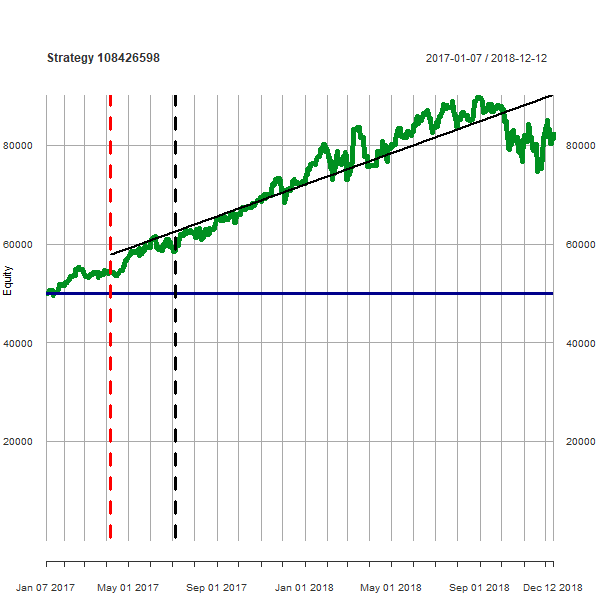 Strategy 108426598
2017-01-07 / 2018-12-12
80000
80000
60000
60000
Equity
40000
40000
20000
20000
Jan 07 2017
May 01 2017
Sep 01 2017
Jan 01 2018
May 01 2018
Sep 01 2018
Dec 12 2018